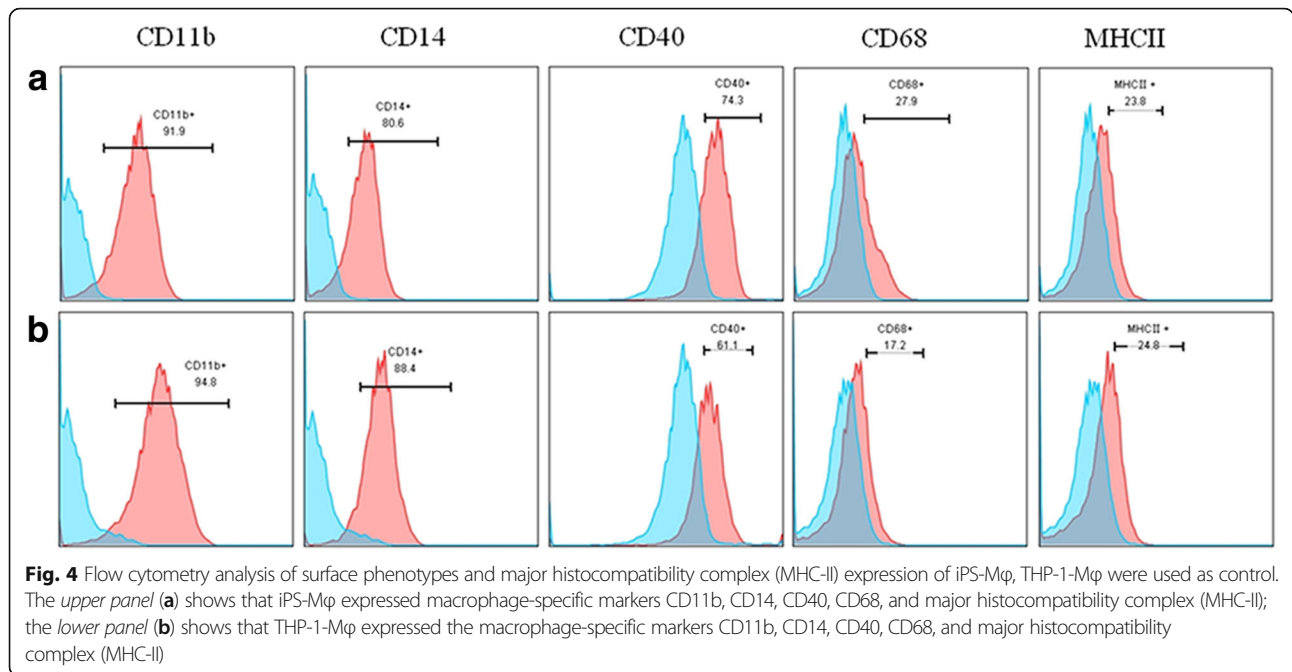 CD11b CD14 CD40 CD68 MHCII
a
CD11b+
91.9
CD14+
80.6
CD40+
74.3
CD68+
27.9
MHCII +
23.8
b
CD11b+
94.8
CD14+
88.4
CD40+
61.1
CD68+
17.2
MHCII +
24.8
Fig. 4 Flow cytometry analysis of surface phenotypes and major histocompatibility complex (MHC-II) expression of iPS-Mφ, THP-1-Mφ were used as control.
The upper panel (a) shows that iPS-Mφ expressed macrophage-specific markers CD11b, CD14, CD40, CD68, and major histocompatibility complex (MHC-II);
the lower panel (b) shows that THP-1-Mφ expressed the macrophage-specific markers CD11b, CD14, CD40, CD68, and major histocompatibility
complex (MHC-II)